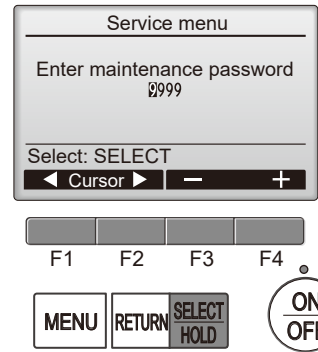 Service menu
Enter maintenance password
9999
Select: SELECT
◀ Cursor ▶ − +
F1 F2 F3 F4
MENU RETURN SELECT HOLD ON
OFF